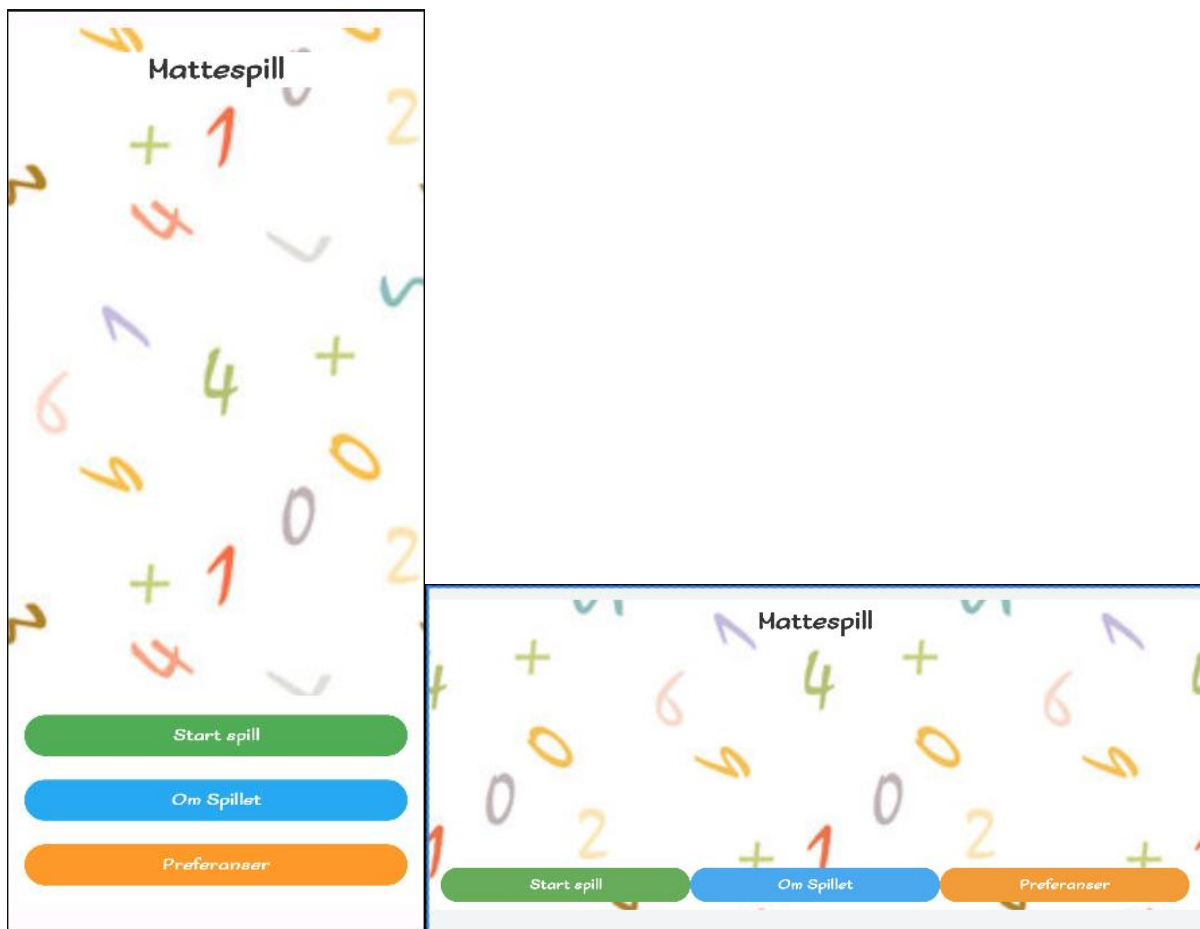 Mattespill
Start spill
Om Spillet
Preferanser
Mattespill
Start spill
Om Spillet
Preferanser